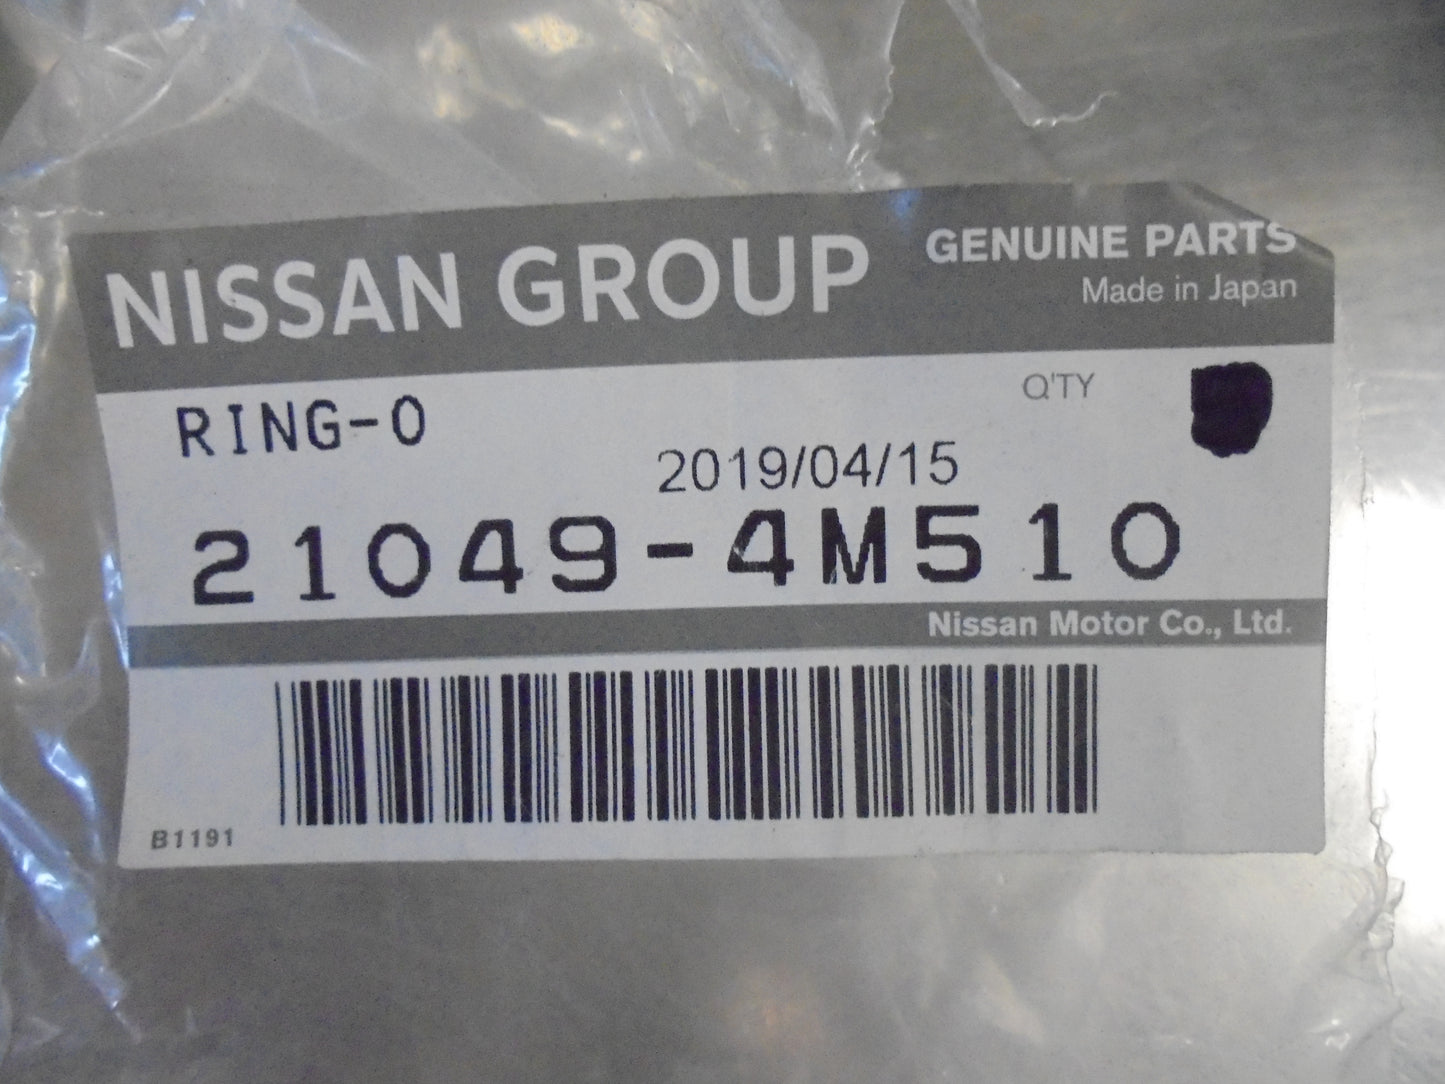 NISSAN GROUP
GENUINE PARTS
Made in Japan
RING-O
Q'TY
2019/04/15
21049-4M510
Nissan Motor Co., Ltd.
B1191